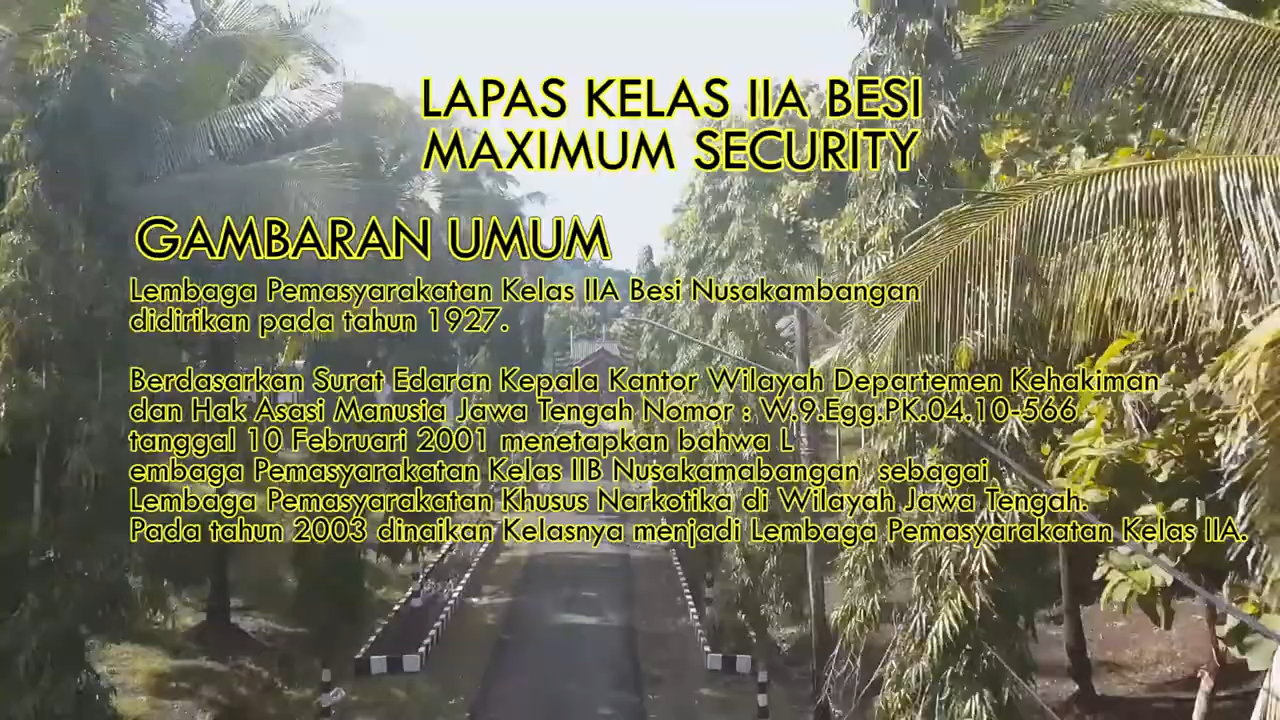 LAPAS KELAS IIA BESI
MAXIMUM SECURITY
GAMBARAN UMUM
Lembaga Pemasyarakatan Kelas IIA Besi Nusakambangan
didirikan pada tahun 1927.
Berdasarkan Surat Edaran Kepala Kantor Wilayah Departemen Kehakiman
dan Hak Asasi Manusia Jawa Tengah Nomor : W.9.Egg.PK.04.10-566
tanggal 10 Februari 2001 menetapkan bahwa L
embaga Pemasyarakatan Kelas IIB Nusakamabangan  sebagai
Lembaga Pemasyarakatan Khusus Narkotika di Wilayah Jawa Tengah.
Pada tahun 2003 dinaikan Kelasnya menjadi Lembaga Pemasyarakatan Kelas IIA.